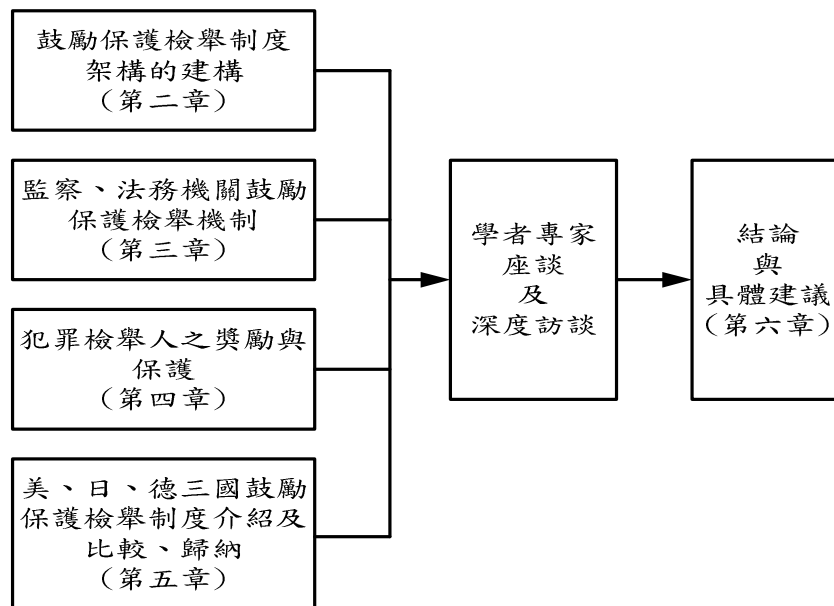 鼓勵保護檢舉制度
架構的建構
（第二章）
監察、法務機關鼓勵
保護檢舉機制
（第三章）
犯罪檢舉人之獎勵與
保護
（第四章）
美、日、德三國鼓勵
保護檢舉制度介紹及
比較、歸納
（第五章）
學者專家
座談
及
深度訪談
結論
與
具體建議
(第六章)